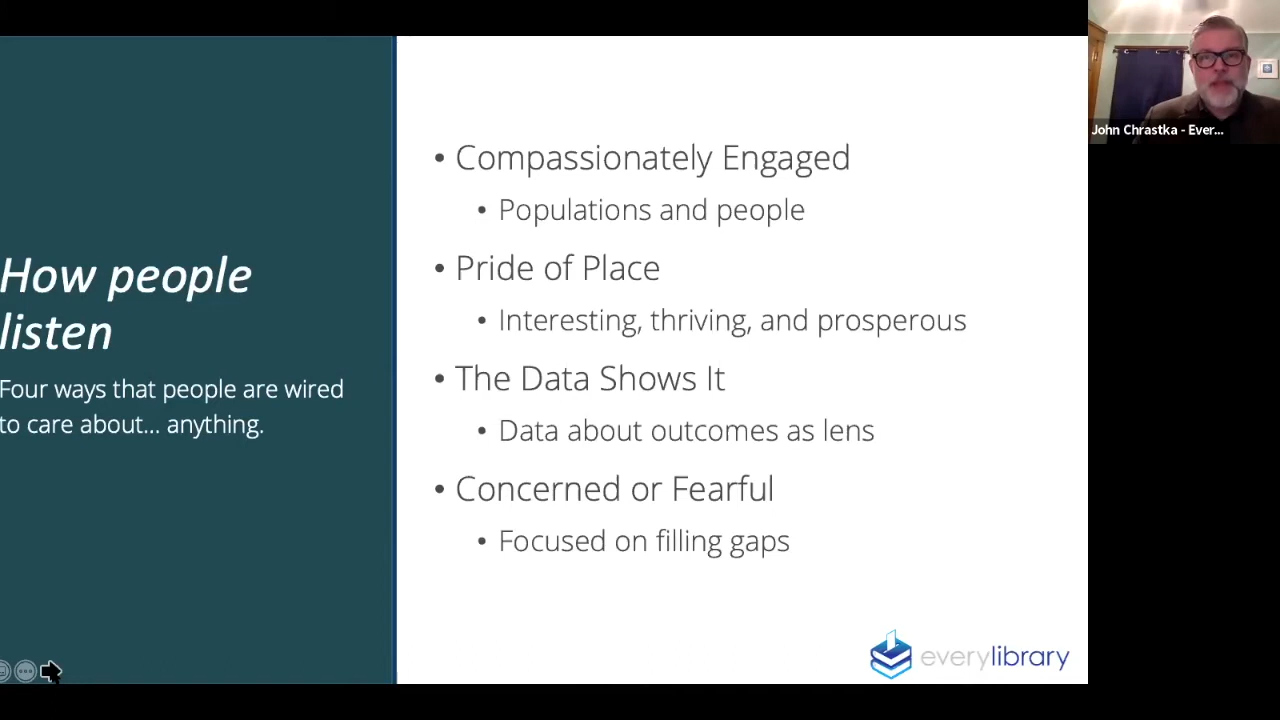 How people
listen
Four ways that people are wired
to care about... anything.
• Compassionately Engaged
• Populations and people
• Pride of Place
• Interesting, thriving, and prosperous
• The Data Shows It
• Data about outcomes as lens
• Concerned or Fearful
• Focused on filling gaps
everylibrary
John Chrastka - Ever...